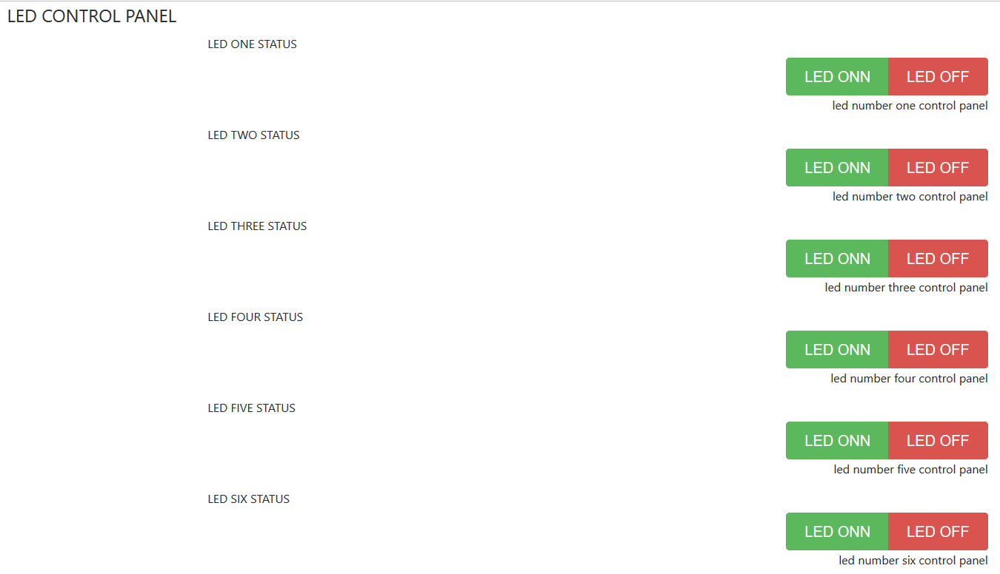 LED CONTROL PANEL
LED ONE STATUS
LED ONN LED OFF
led number one control panel
LED TWO STATUS
LED ONN LED OFF
led number two control panel
LED THREE STATUS
LED ONN LED OFF
led number three control panel
LED FOUR STATUS
LED ONN LED OFF
led number four control panel
LED FIVE STATUS
LED ONN LED OFF
led number five control panel
LED SIX STATUS
LED ONN LED OFF
led number six control panel